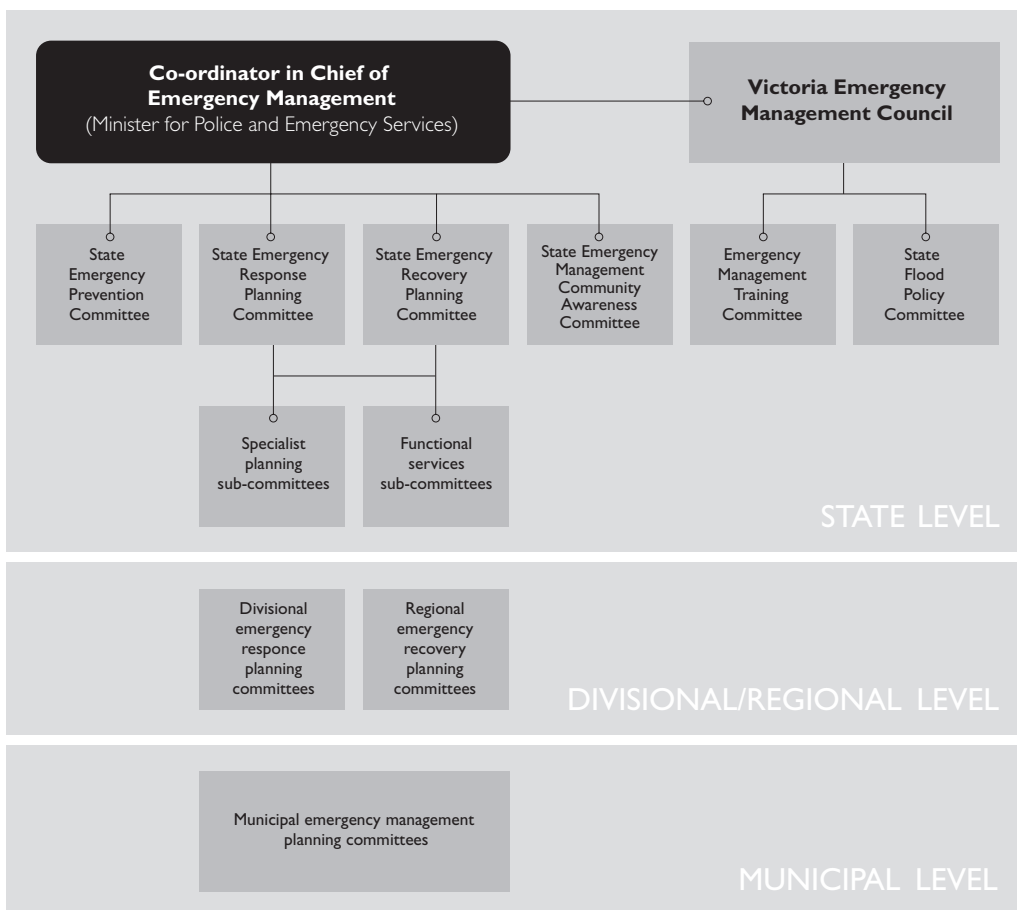 Co-ordinator in Chief of
Emergency Management
(Minister for Police and Emergency Services)
Victoria Emergency
Management Council
State
Emergency
Prevention
Committee
State Emergency
Response
Planning
Committee
State Emergency
Recovery
Planning
Committee
State Emergency
Management
Community
Awareness
Committee
Emergency
Management
Training
Committee
State
Flood
Policy
Committee
Specialist
planning
sub-committees
Functional
services
sub-committees
STATE LEVEL
Divisional
emergency
responce
planning
committees
Regional
emergency
recovery
planning
committees
DIVISIONAL/REGIONAL LEVEL
Municipal emergency management
planning committees
MUNICIPAL LEVEL